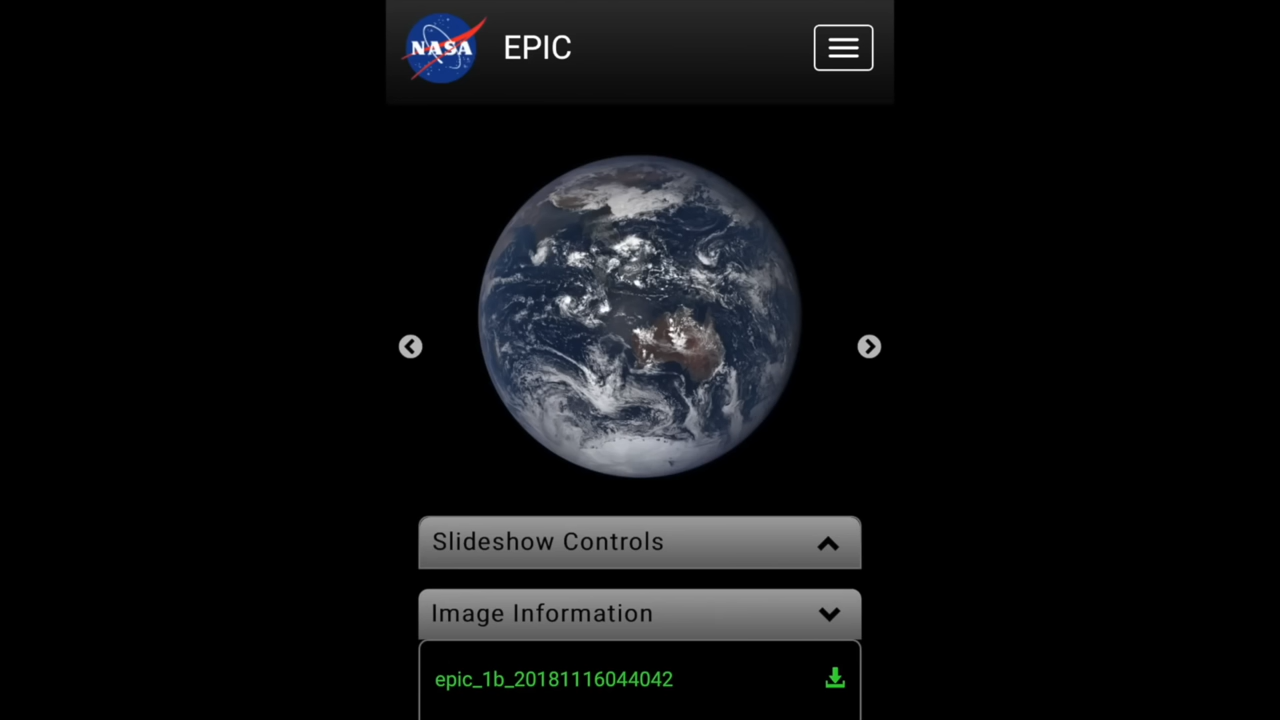 NASA
EPIC
Slideshow Controls
Image Information
epic_1b_20181116044042